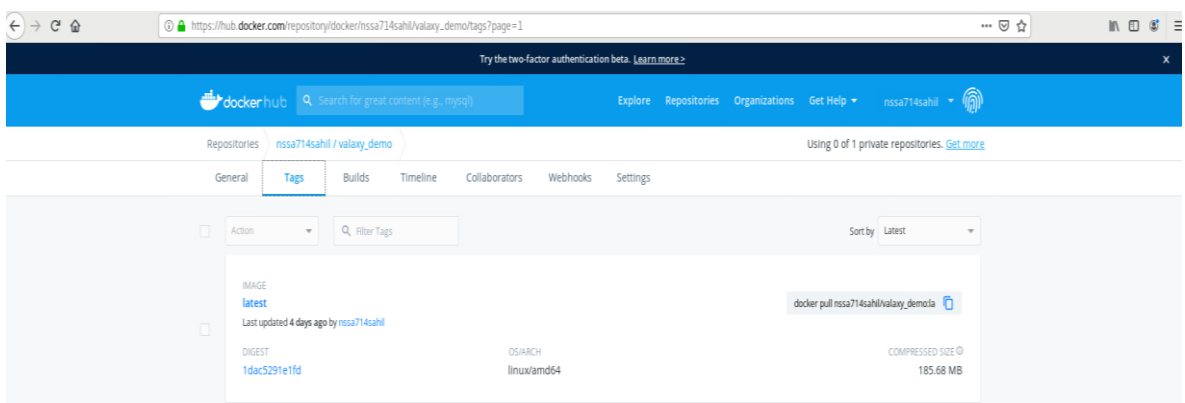 https://hub.docker.com/repository/docker/nssa714sahil/valaxy_demo/tags?page=1
Try the two-factor authentication beta. Learn more > X
dockerhub Search for great content (e.g., mysql) Explore Repositories Organizations Get Help nssa714sahil
Repositories nssa714sahil / valaxy_demo Using 0 of 1 private repositories. Get more
General Tags Builds Timeline Collaborators Webhooks Settings
Action Filter Tags Sort by Latest
IMAGE
latest docker pull nssa714sahil/valaxy_demo:la
Last updated 4 days ago by nssa714sahil
DIGEST OS/ARCH COMPRESSED SIZE
1dac5291e1fd linux/amd64 185.68 MB